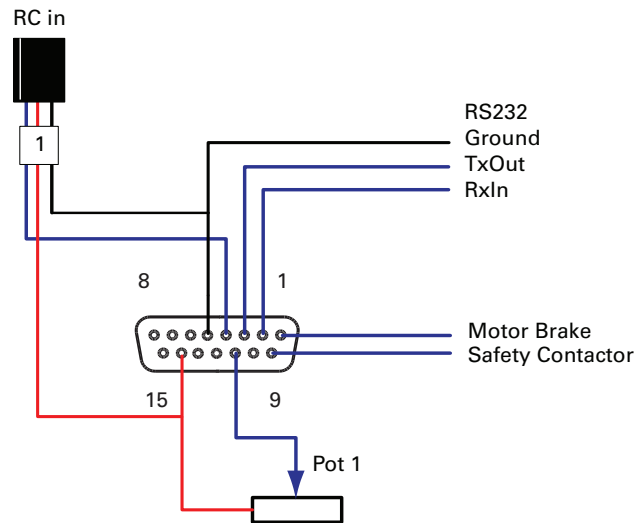 RC in
1
RS232
Ground
TxOut
RxIn
8
1
Motor Brake
Safety Contactor
15
9
Pot 1